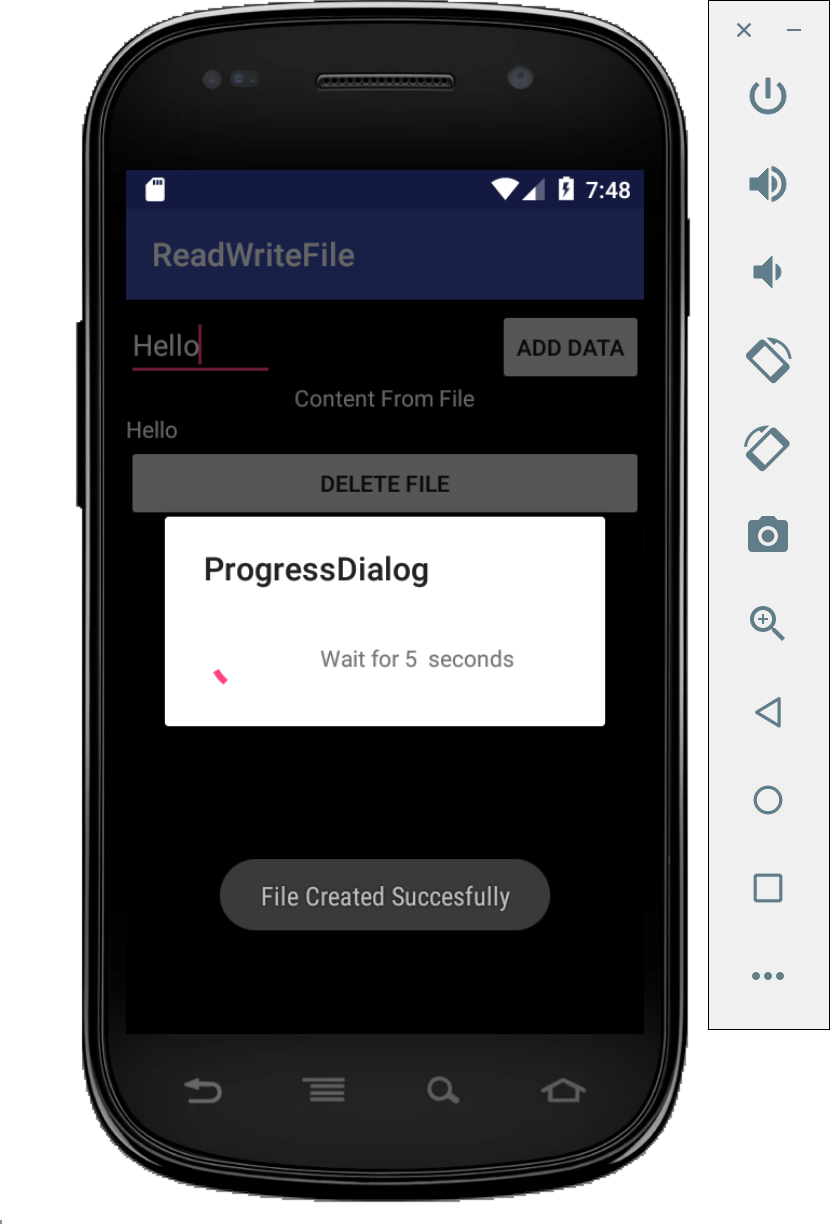 7:48
ReadWriteFile
Hello ADD DATA
Content From File
Hello
DELETE FILE
ProgressDialog
Wait for 5  seconds
File Created Succesfully